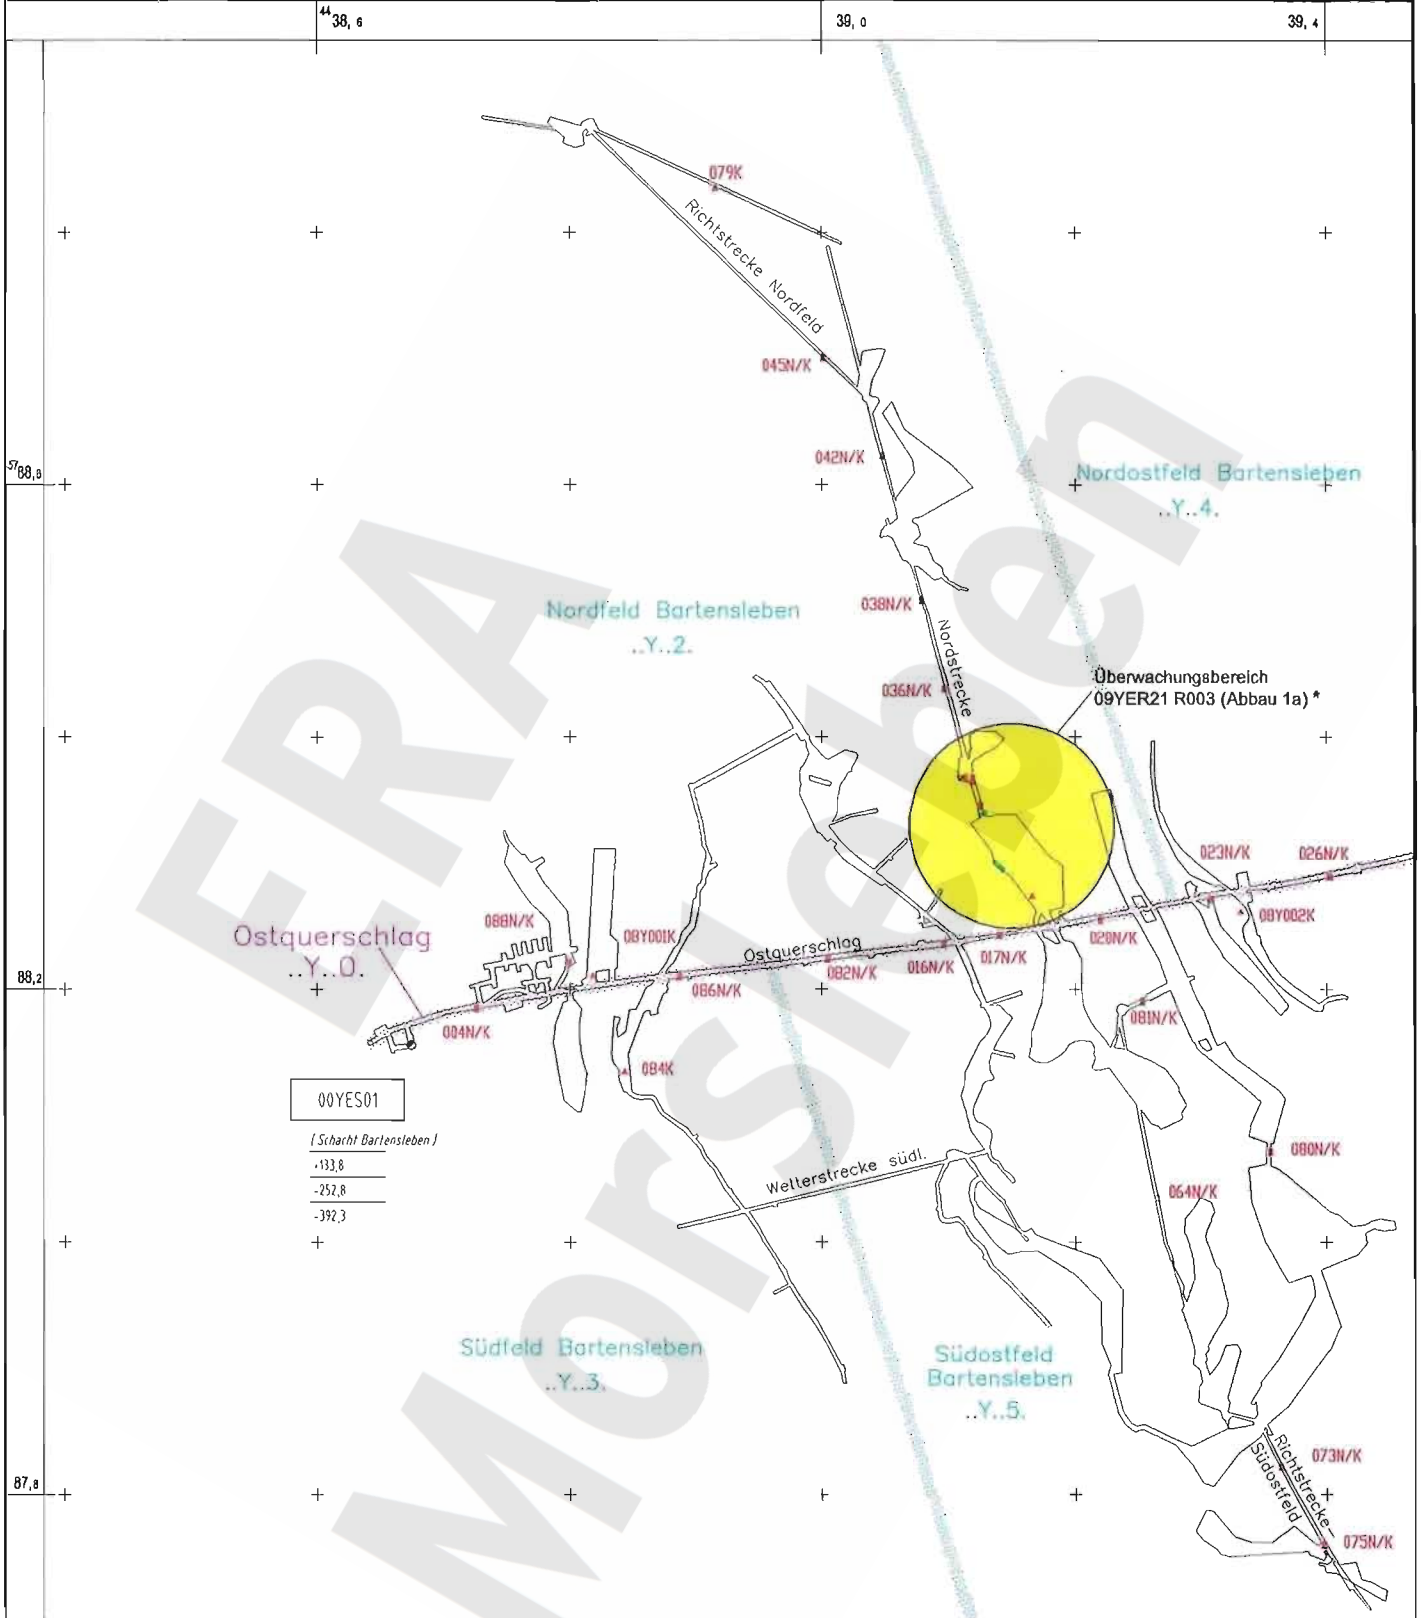 44 38,6
39,0
39,4
079K
Richtstrecke Nordfeld
045N/K
042N/K
57 88,6
Nordostfeld Bartensleben
..Y..4.
Nordfeld Bartensleben
..Y..2.
038N/K
Nordstrecke
036N/K
Überwachungsbereich
09YER21 R003 (Abbau 1a) *
023N/K
026N/K
08Y002K
088N/K
08Y001K
Ostquerschlag
..Y..0.
Ostquerschlag
016N/K
017N/K
020N/K
082N/K
086N/K
88,2
004N/K
081N/K
084K
00YES01
(Schacht Bartensleben)
+133,8
-252,8
-392,3
Wetterstrecke südl.
080N/K
064N/K
Südfeld Bartensleben
..Y..3.
Südostfeld
Bartensleben
..Y..5.
Richtstrecke
Südostfeld
073N/K
87,8
075N/K
ERA
Morsleben